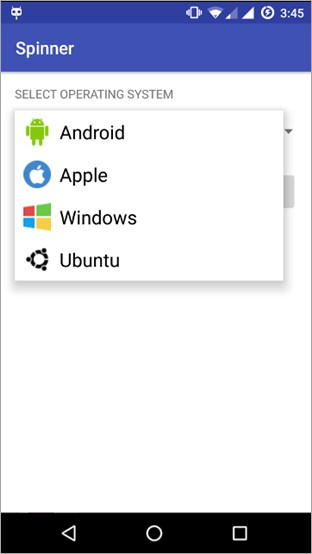 3:45
Spinner
SELECT OPERATING SYSTEM
Android
Apple
Windows
Ubuntu